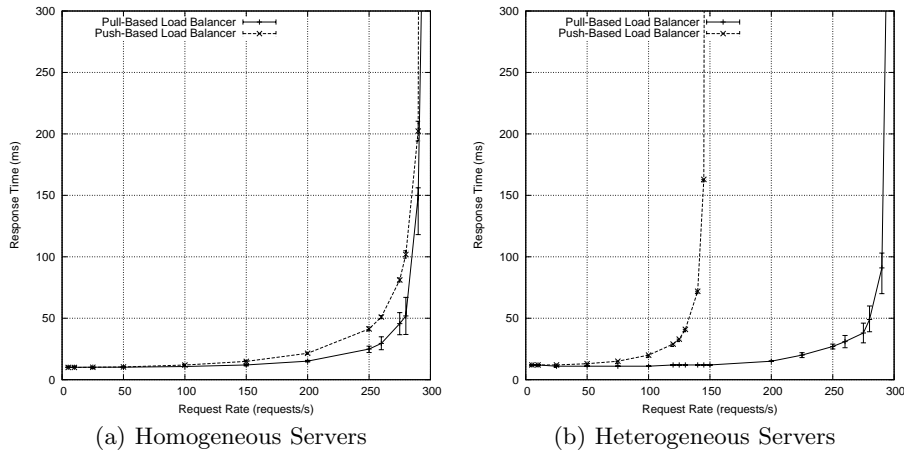 Pull-Based Load Balancer
Push-Based Load Balancer
300
250
200
150
100
50
0
Response Time (ms)
0 50 100 150 200 250 300
Request Rate (requests/s)
(a) Homogeneous Servers
Pull-Based Load Balancer
Push-Based Load Balancer
300
250
200
150
100
50
0
Response Time (ms)
0 50 100 150 200 250 300
Request Rate (requests/s)
(b) Heterogeneous Servers